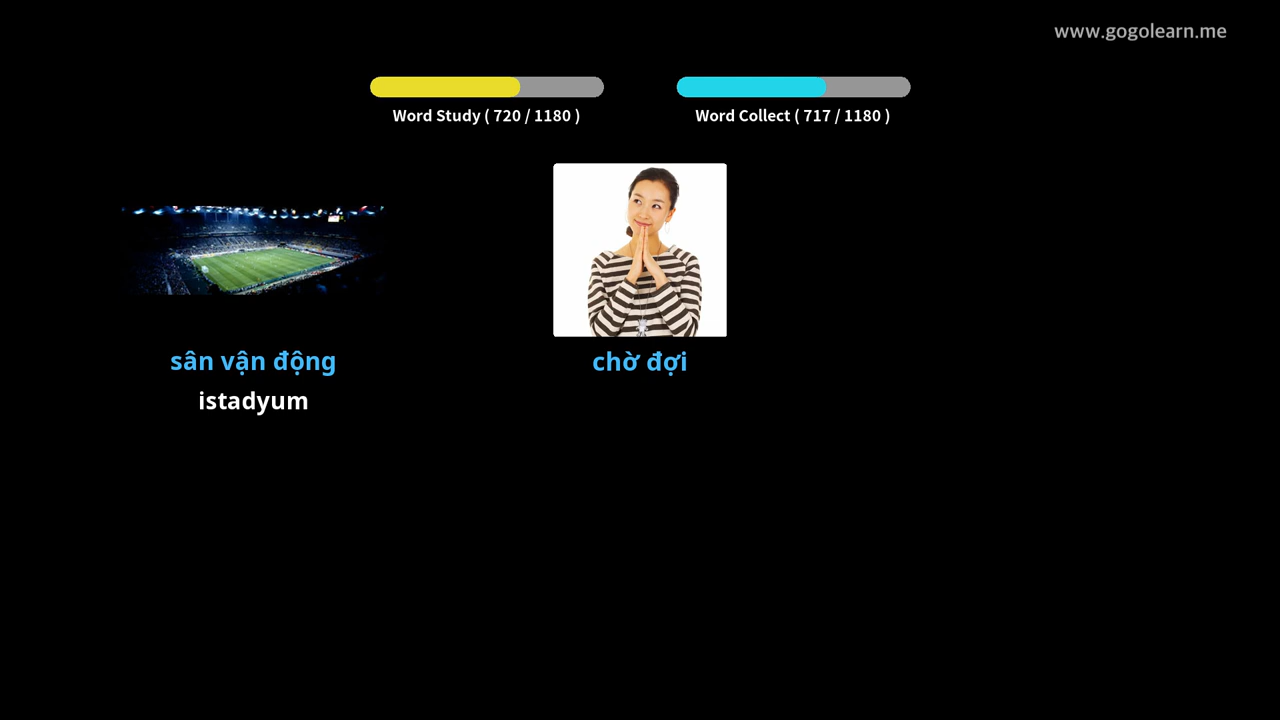 www.gogolearn.me
Word Study ( 720 / 1180 )
Word Collect ( 717 / 1180 )
sân vận động
istadyum
chờ đợi